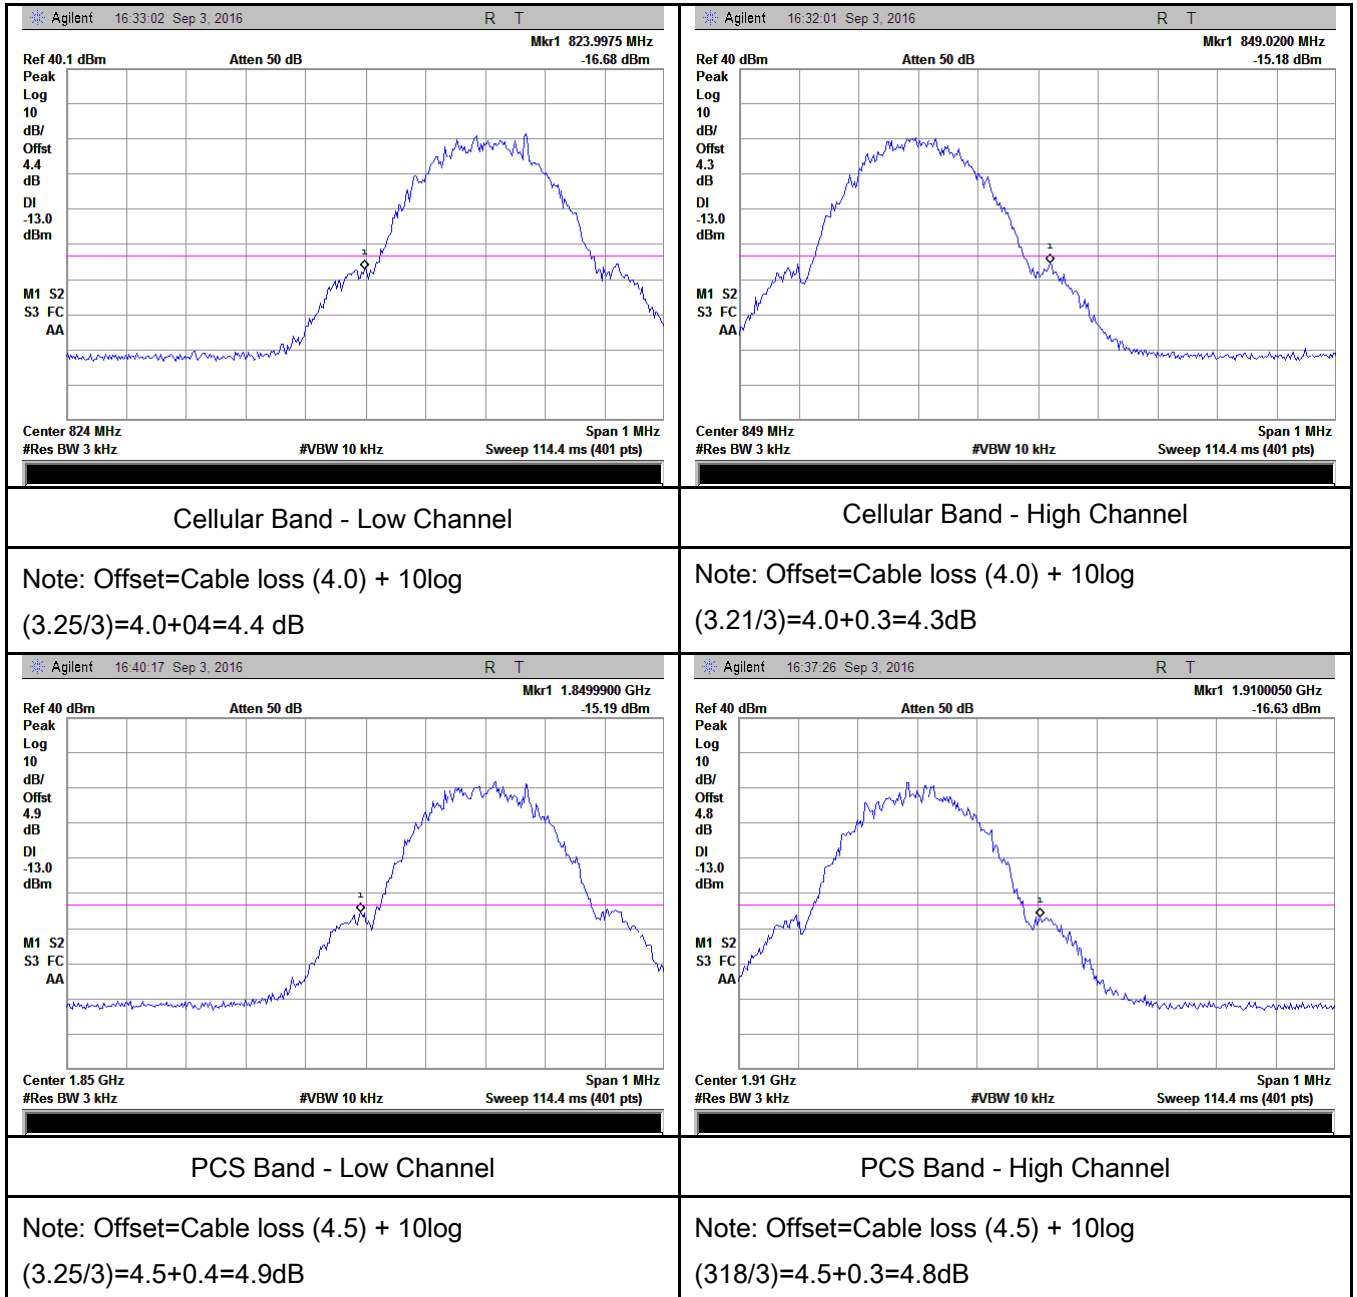 Agilent 16:33:02 Sep 3, 2016 R T
Mkr1 823.9975 MHz
Ref 40.1 dBm Atten 50 dB -16.68 dBm
Peak
Log
10
dB/
Offst
4.4
dB
DI
-13.0
dBm
1
M1 S2
S3 FC
AA
Center 824 MHz Span 1 MHz
#Res BW 3 kHz #VBW 10 kHz Sweep 114.4 ms (401 pts)
Agilent 16:32:01 Sep 3, 2016 R T
Mkr1 849.0200 MHz
Ref 40 dBm Atten 50 dB -15.18 dBm
Peak
Log
10
dB/
Offst
4.3
dB
DI
-13.0
dBm
1
M1 S2
S3 FC
AA
Center 849 MHz Span 1 MHz
#Res BW 3 kHz #VBW 10 kHz Sweep 114.4 ms (401 pts)
Cellular Band - Low Channel
Cellular Band - High Channel
Note: Offset=Cable loss (4.0) + 10log
(3.25/3)=4.0+04=4.4 dB
Note: Offset=Cable loss (4.0) + 10log
(3.21/3)=4.0+0.3=4.3dB
Agilent 16:40:17 Sep 3, 2016 R T
Mkr1 1.8499900 GHz
Ref 40 dBm Atten 50 dB -15.19 dBm
Peak
Log
10
dB/
Offst
4.9
dB
DI
-13.0
dBm
1
M1 S2
S3 FC
AA
Center 1.85 GHz Span 1 MHz
#Res BW 3 kHz #VBW 10 kHz Sweep 114.4 ms (401 pts)
Agilent 16:37:26 Sep 3, 2016 R T
Mkr1 1.9100050 GHz
Ref 40 dBm Atten 50 dB -16.63 dBm
Peak
Log
10
dB/
Offst
4.8
dB
DI
-13.0
dBm
1
M1 S2
S3 FC
AA
Center 1.91 GHz Span 1 MHz
#Res BW 3 kHz #VBW 10 kHz Sweep 114.4 ms (401 pts)
PCS Band - Low Channel
PCS Band - High Channel
Note: Offset=Cable loss (4.5) + 10log
(3.25/3)=4.5+0.4=4.9dB
Note: Offset=Cable loss (4.5) + 10log
(318/3)=4.5+0.3=4.8dB